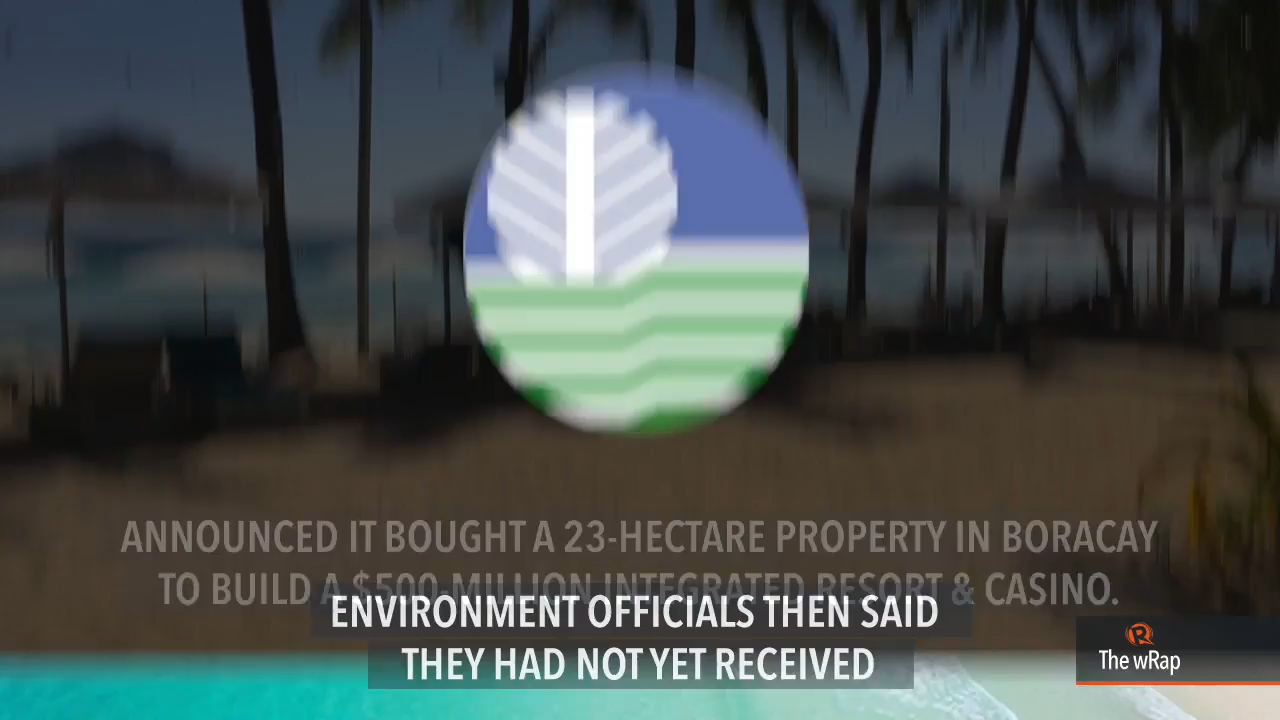 ANNOUNCED IT BOUGHT A 23-HECTARE PROPERTY IN BORACAY
TO BUILD A $500-MILLION INTEGRATED RESORT & CASINO.
ENVIRONMENT OFFICIALS THEN SAID
THEY HAD NOT YET RECEIVED
The wRap